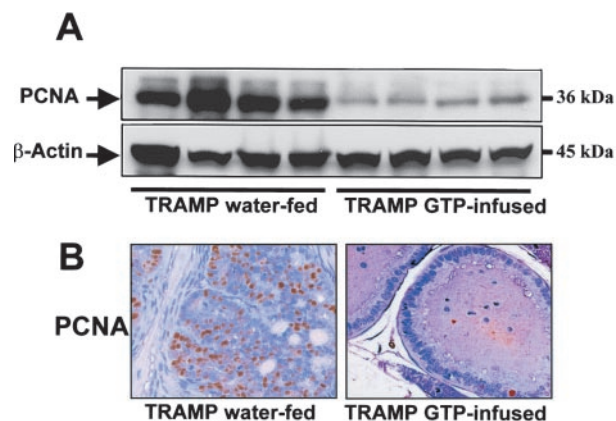 A
PCNA
36 kDa
β-Actin
45 kDa
TRAMP water-fed TRAMP GTP-infused
B
PCNA
TRAMP water-fed TRAMP GTP-infused